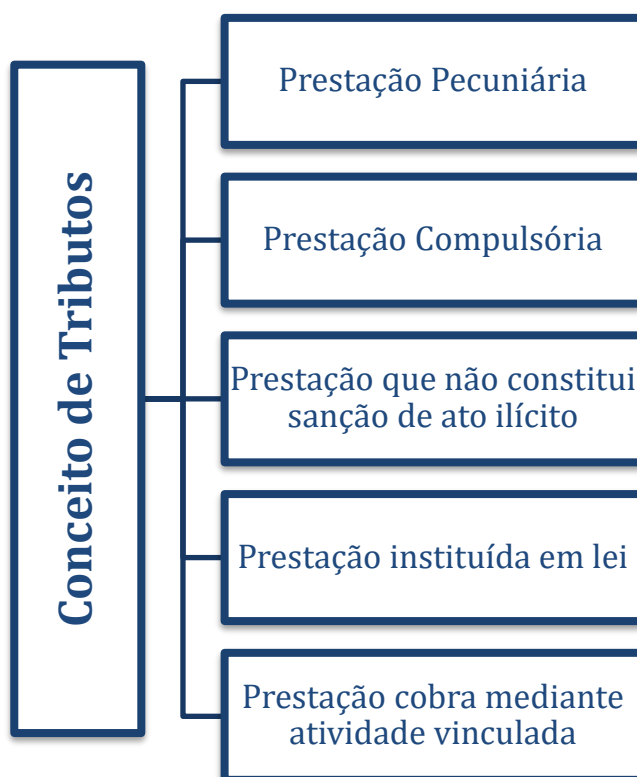 Conceito de Tributos
Prestação Pecuniária
Prestação Compulsória
Prestação que não constitui
sanção de ato ilícito
Prestação instituída em lei
Prestação cobra mediante
atividade vinculada